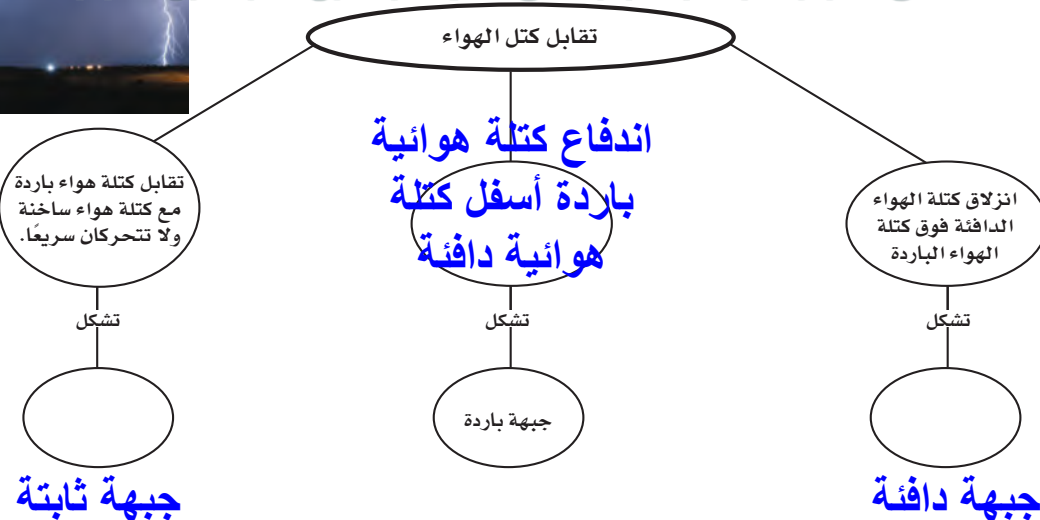 تقابل كتل الهواء
انزلاق كتلة الهواء
الدافئة فوق كتلة
الهواء الباردة
اندفاع كتلة هوائية
باردة أسفل كتلة
هوائية دافئة
تقابل كتلة هواء باردة
مع كتلة هواء ساخنة
ولا تتحركان سريعًا.
تشكل
تشكل
تشكل
جبهة باردة
جبهة دافئة
جبهة ثابتة